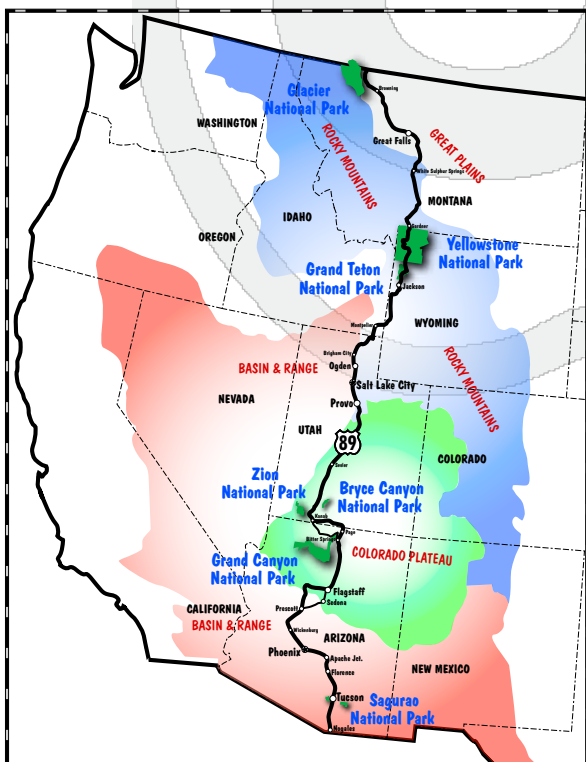 Glacier
National Park
Browning
WASHINGTON
Great Falls
GREAT PLAINS
ROCKY MOUNTAINS
White Sulphur Springs
MONTANA
IDAHO
Gardner
OREGON
Yellowstone
National Park
Grand Teton
National Park
Jackson
WYOMING
Montpelier
Brigham City
BASIN & RANGE
Ogden
ROCKY MOUNTAINS
Salt Lake City
NEVADA
Provo
UTAH
89
COLORADO
Sevier
Zion
National Park
Bryce Canyon
National Park
Kanab
Page
Bitter Springs
Grand Canyon
National Park
COLORADO PLATEAU
Flagstaff
Sedona
CALIFORNIA
Prescott
BASIN & RANGE
Wickenburg
ARIZONA
Phoenix
Apache Jct.
NEW MEXICO
Florence
Tucson
Sagurao
National Park
Nogales